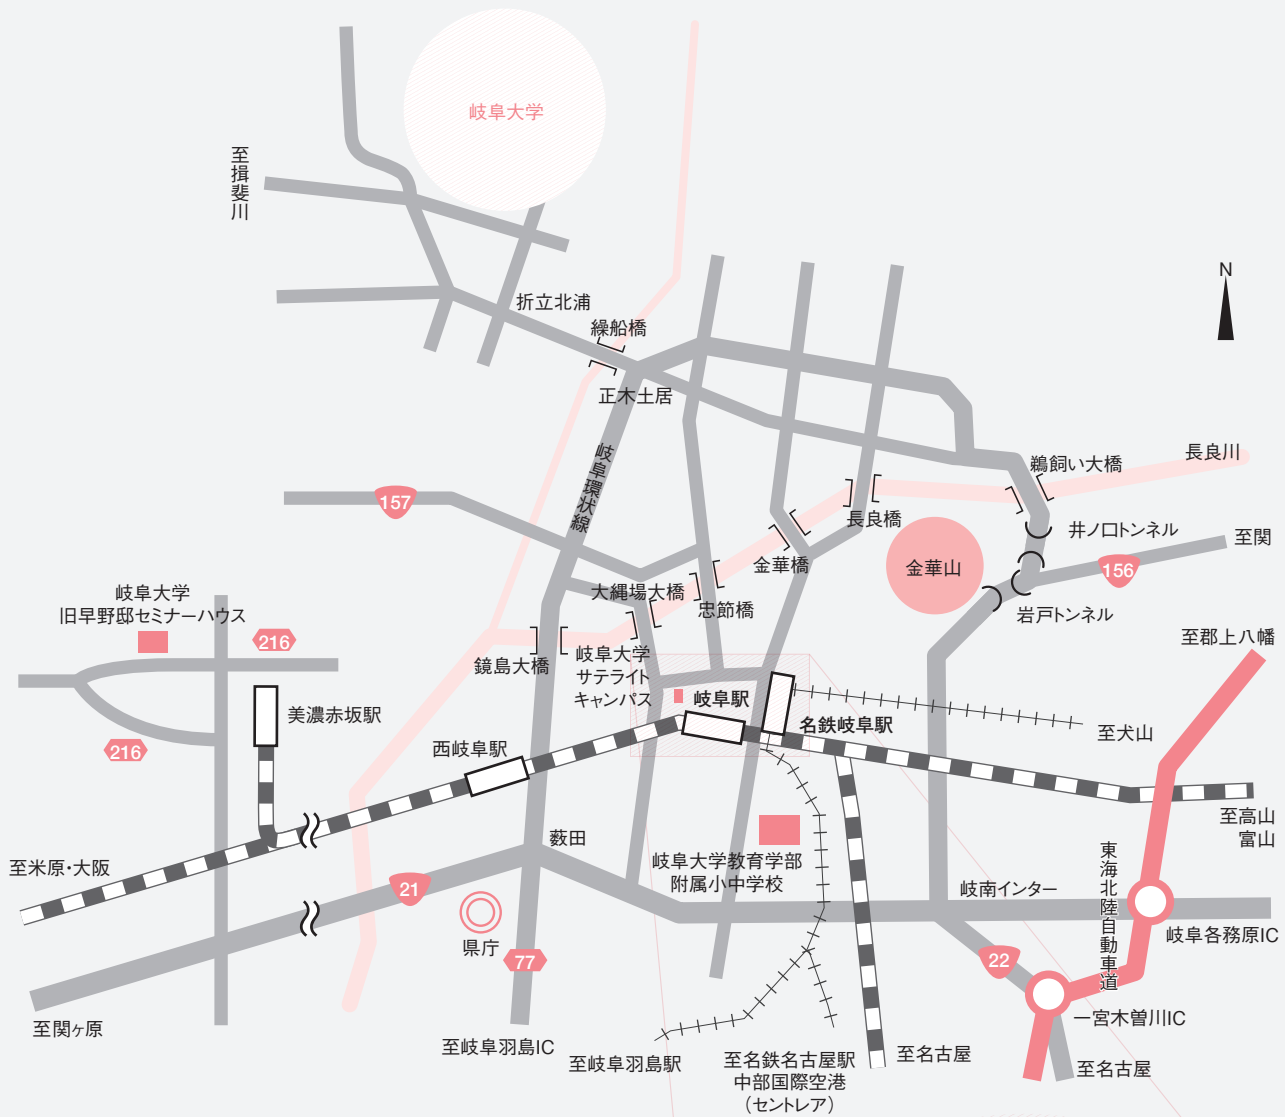 岐阜大学
至揖斐川
N
折立北浦
繰船橋
正木土居
岐阜環状線
157
鵜飼い大橋
長良川
長良橋
井ノ口トンネル
至関
金華橋
金華山
156
岐阜大学
旧早野邸セミナーハウス
216
大縄場大橋
忠節橋
岩戸トンネル
至郡上八幡
鏡島大橋
岐阜大学
サテライト
キャンパス
岐阜駅
名鉄岐阜駅
美濃赤坂駅
216
西岐阜駅
至犬山
至高山
富山
薮田
至米原・大阪
岐阜大学教育学部
附属小中学校
東海北陸自動車道
21
岐南インター
県庁
岐阜各務原IC
77
22
至関ヶ原
一宮木曽川IC
至岐阜羽島IC
至岐阜羽島駅
至名鉄名古屋駅
中部国際空港
（セントレア）
至名古屋
至名古屋